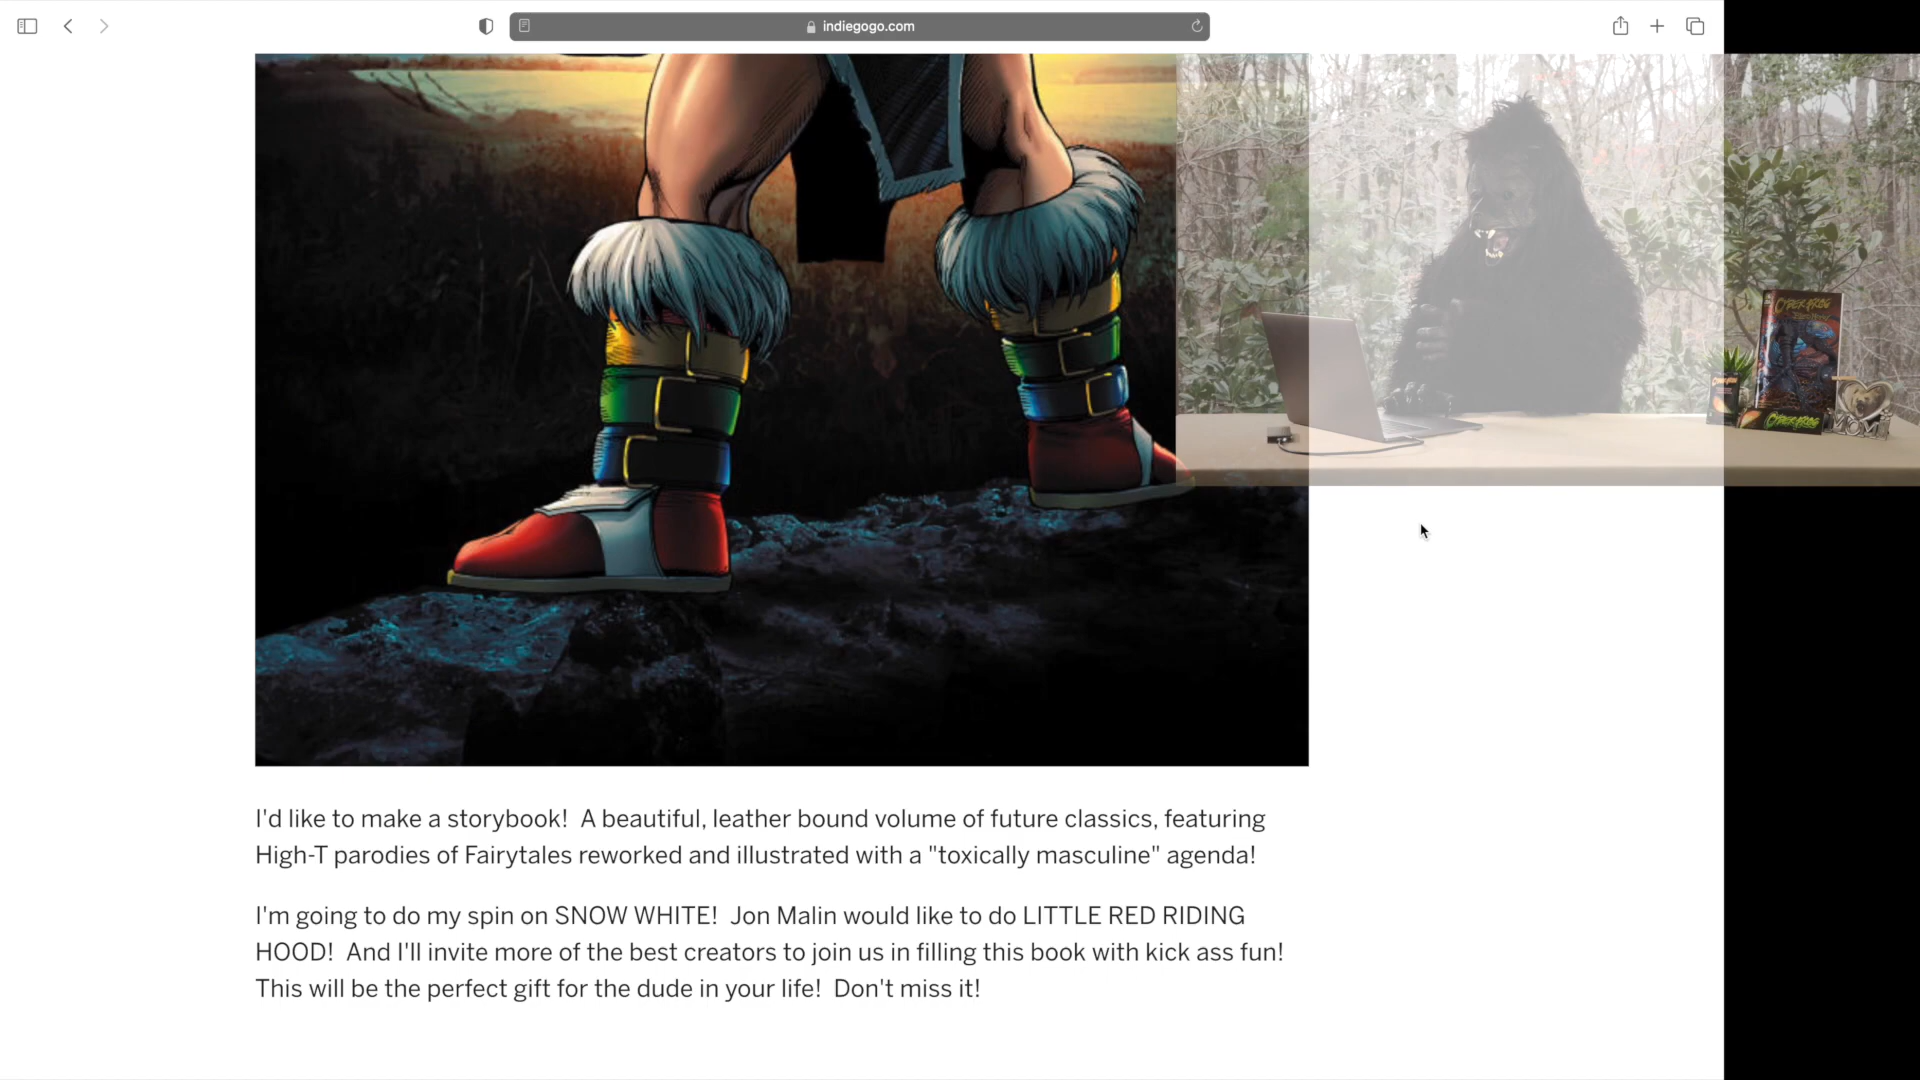 indiegogo.com
CYBERFROG
CYBERFROG
MOM
I'd like to make a storybook!  A beautiful, leather bound volume of future classics, featuring
High-T parodies of Fairytales reworked and illustrated with a "toxically masculine" agenda!
I'm going to do my spin on SNOW WHITE!  Jon Malin would like to do LITTLE RED RIDING
HOOD!  And I'll invite more of the best creators to join us in filling this book with kick ass fun!
This will be the perfect gift for the dude in your life!  Don't miss it!